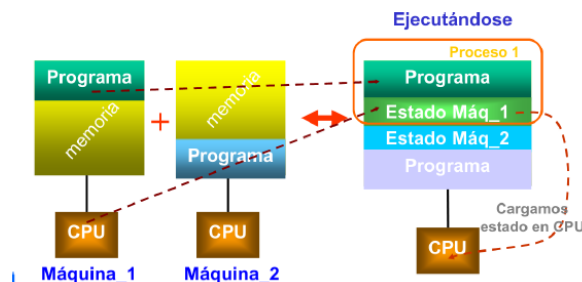 Ejecutándose
Proceso 1
Programa
memoria
CPU
Máquina_1
+
memoria
Programa
CPU
Máquina_2
Programa
Estado Máq_1
Estado Máq_2
Programa
Cargamos
estado en CPU
CPU